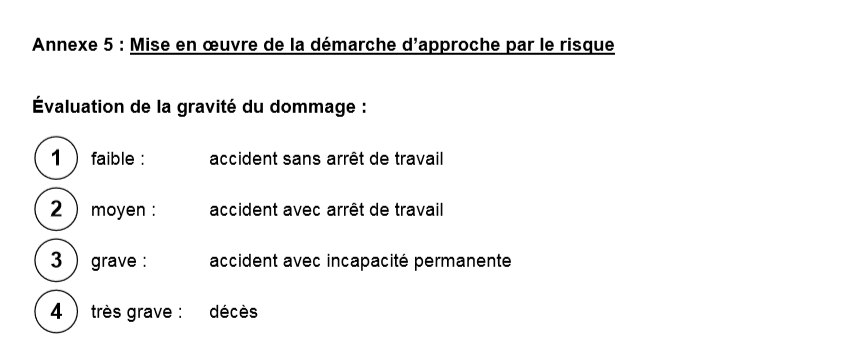 Annexe 5 : Mise en œuvre de la démarche d'approche par le risque
Évaluation de la gravité du dommage :
1 faible : accident sans arrêt de travail
2 moyen : accident avec arrêt de travail
3 grave : accident avec incapacité permanente
4 très grave : décès